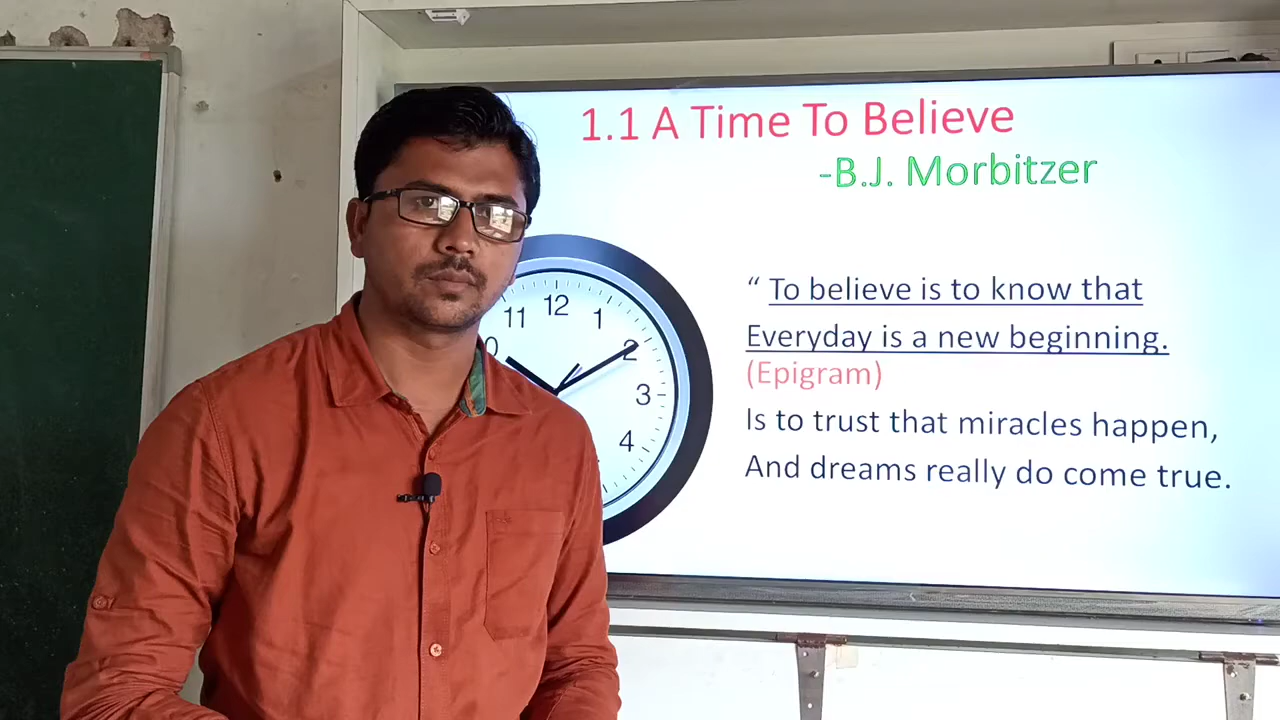 1.1 A Time To Believe
-B.J. Morbitzer
“ To believe is to know that
Everyday is a new beginning.
(Epigram)
Is to trust that miracles happen,
And dreams really do come true.
11
12
1
2
3
4